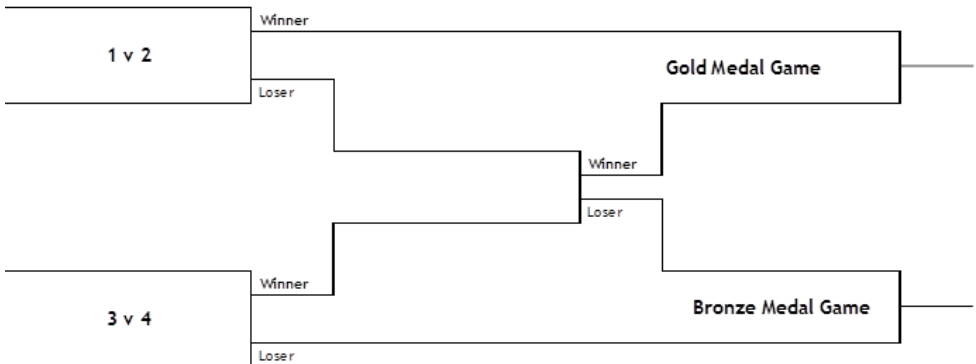 Winner
1 v 2
Gold Medal Game
Loser
Winner
Loser
Winner
3 v 4
Bronze Medal Game
Loser